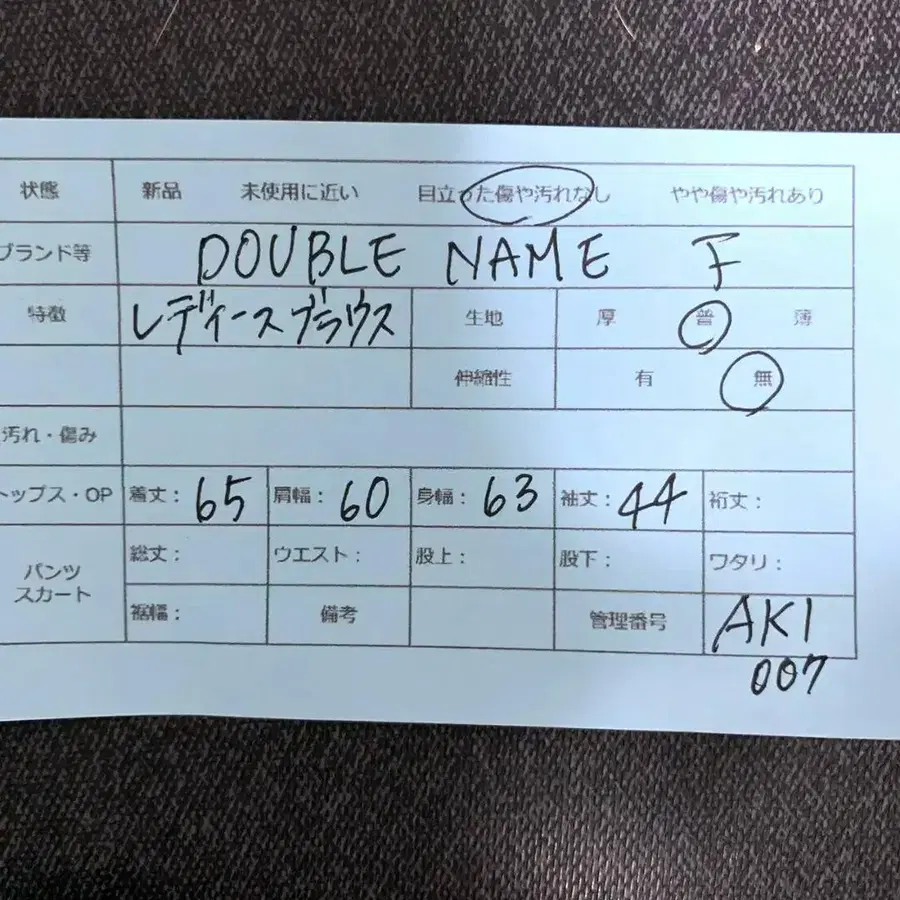 状態 新品 未使用に近い 目立った傷や汚れなし やや傷や汚れあり
ブランド等 DOUBLE NAME F
特徴 レディースブラウス 生地 厚 普 薄
伸縮性 有 無
汚れ・傷み
トップス・OP 着丈: 65 肩幅: 60 身幅: 63 袖丈: 44 裄丈:
パンツ
スカート
総丈: ウエスト: 股上: 股下: ワタリ:
裾幅: 備考 管理番号 AKI
007